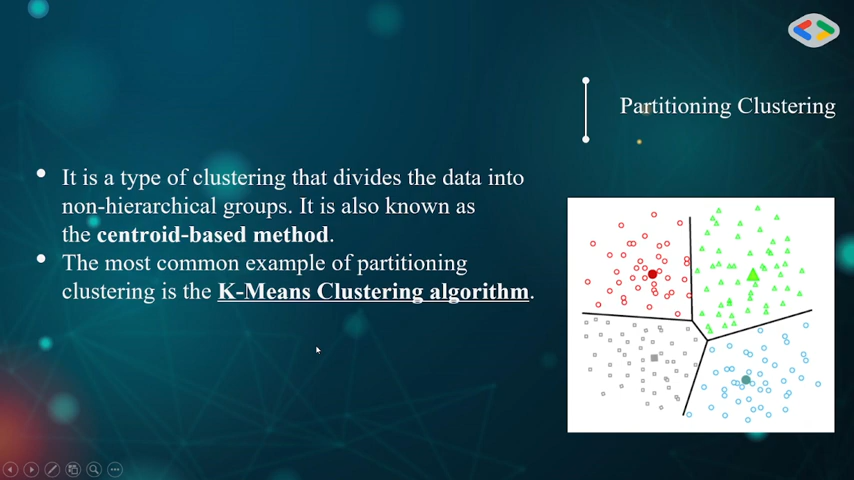 Partitioning Clustering
It is a type of clustering that divides the data into
non-hierarchical groups. It is also known as
the centroid-based method.
The most common example of partitioning
clustering is the K-Means Clustering algorithm.